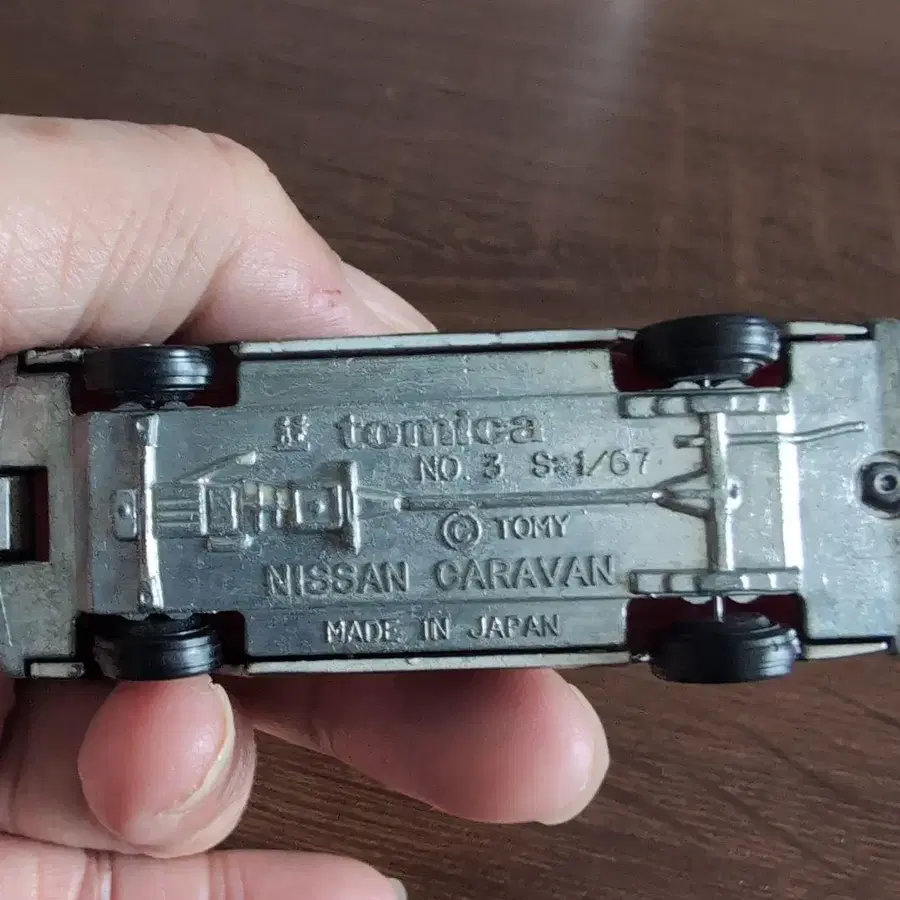 tomica
NO. 3 S=1/67
© TOMY
NISSAN CARAVAN
MADE IN JAPAN